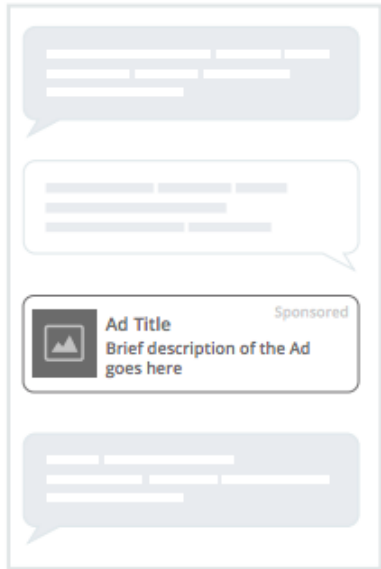 Sponsored
Ad Title
Brief description of the Ad
goes here